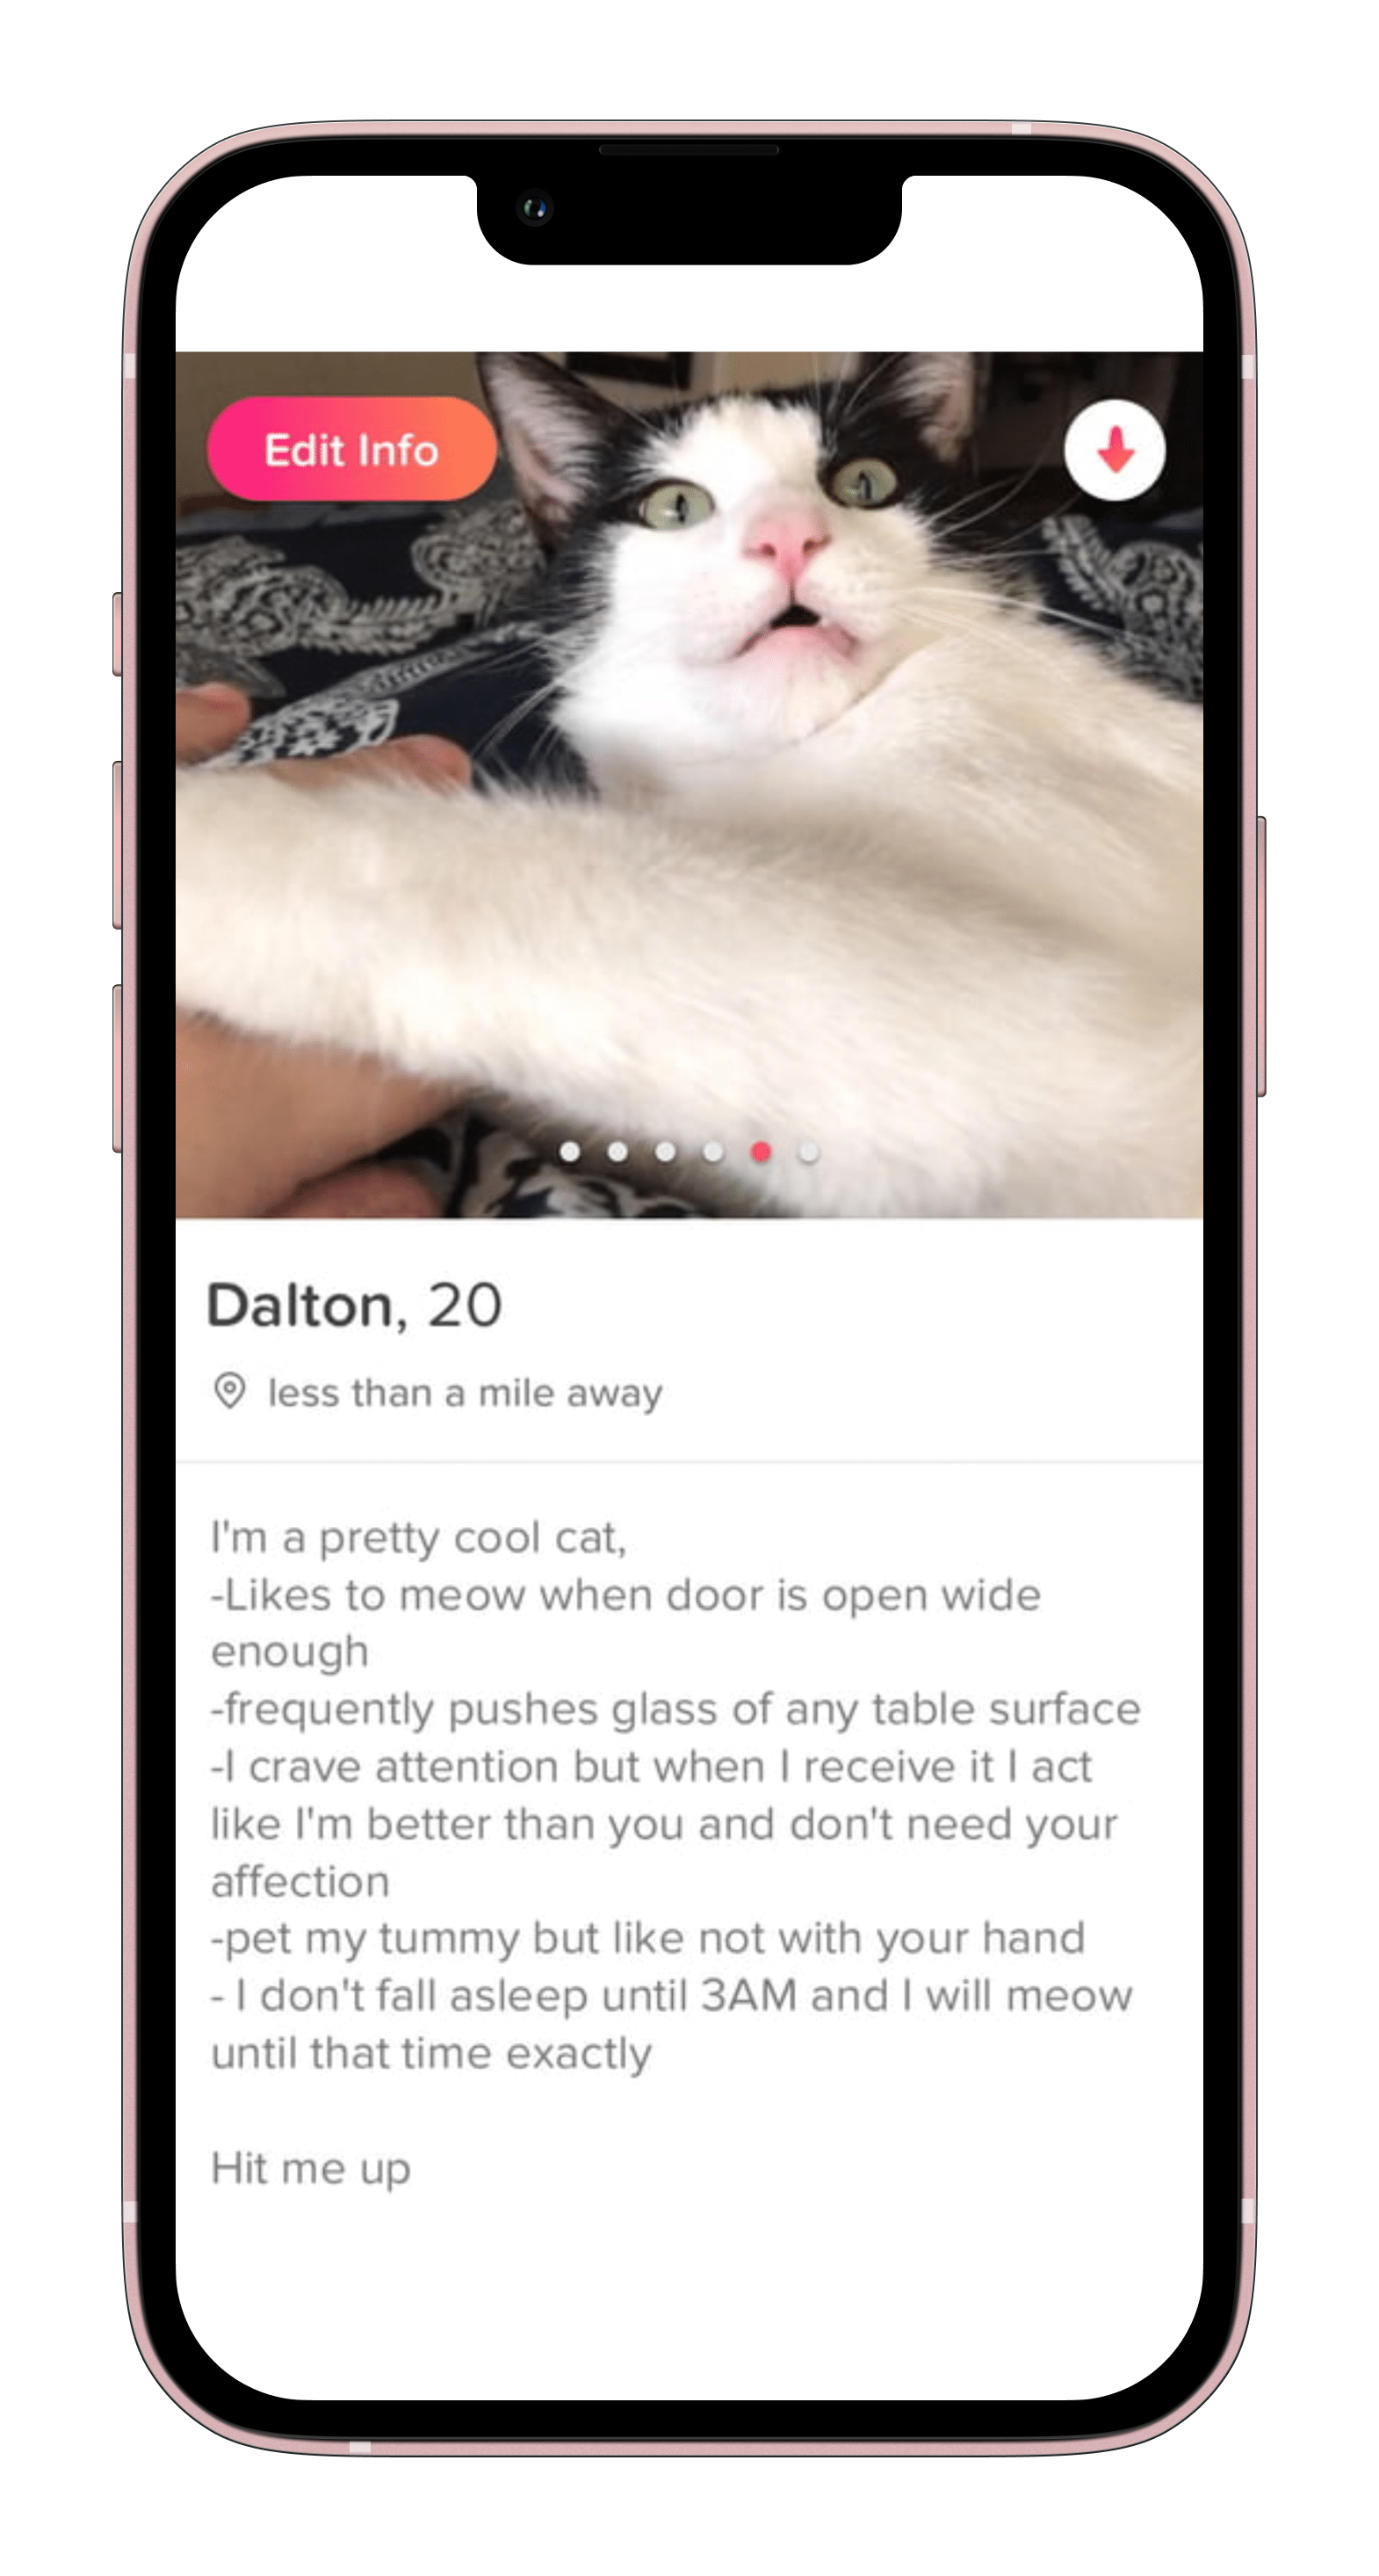 Edit Info
Dalton, 20
less than a mile away
I'm a pretty cool cat,
-Likes to meow when door is open wide
enough
-frequently pushes glass of any table surface
-I crave attention but when I receive it I act
like I'm better than you and don't need your
affection
-pet my tummy but like not with your hand
- I don't fall asleep until 3AM and I will meow
until that time exactly
Hit me up